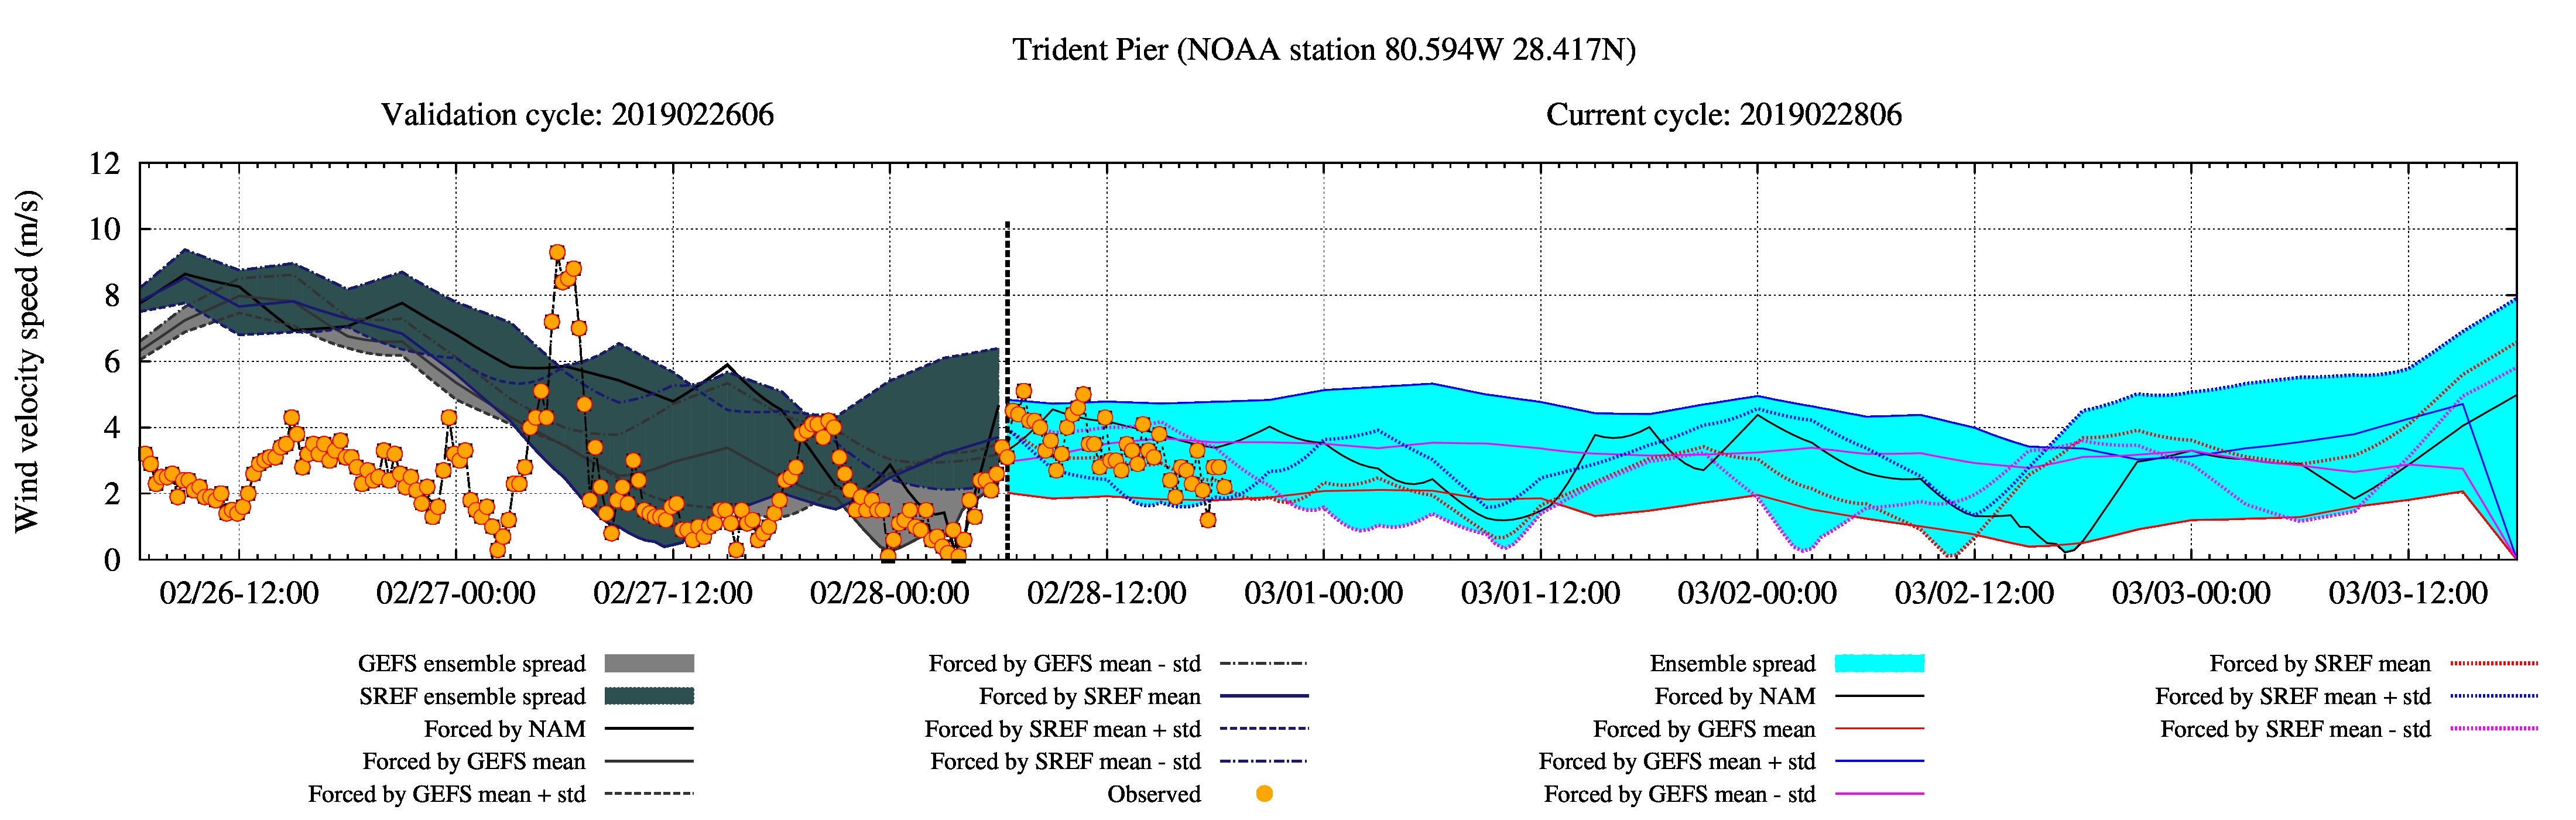 Trident Pier (NOAA station 80.594W 28.417N)
Validation cycle: 2019022606
Current cycle: 2019022806
Wind velocity speed (m/s)
12
10
8
6
4
2
0
02/26-12:00
02/27-00:00
02/27-12:00
02/28-00:00
02/28-12:00
03/01-00:00
03/01-12:00
03/02-00:00
03/02-12:00
03/03-00:00
03/03-12:00
GEFS ensemble spread
SREF ensemble spread
Forced by NAM
Forced by GEFS mean
Forced by GEFS mean + std
Forced by GEFS mean - std
Forced by SREF mean
Forced by SREF mean + std
Forced by SREF mean - std
Observed
Ensemble spread
Forced by NAM
Forced by GEFS mean
Forced by GEFS mean + std
Forced by GEFS mean - std
Forced by SREF mean
Forced by SREF mean + std
Forced by SREF mean - std